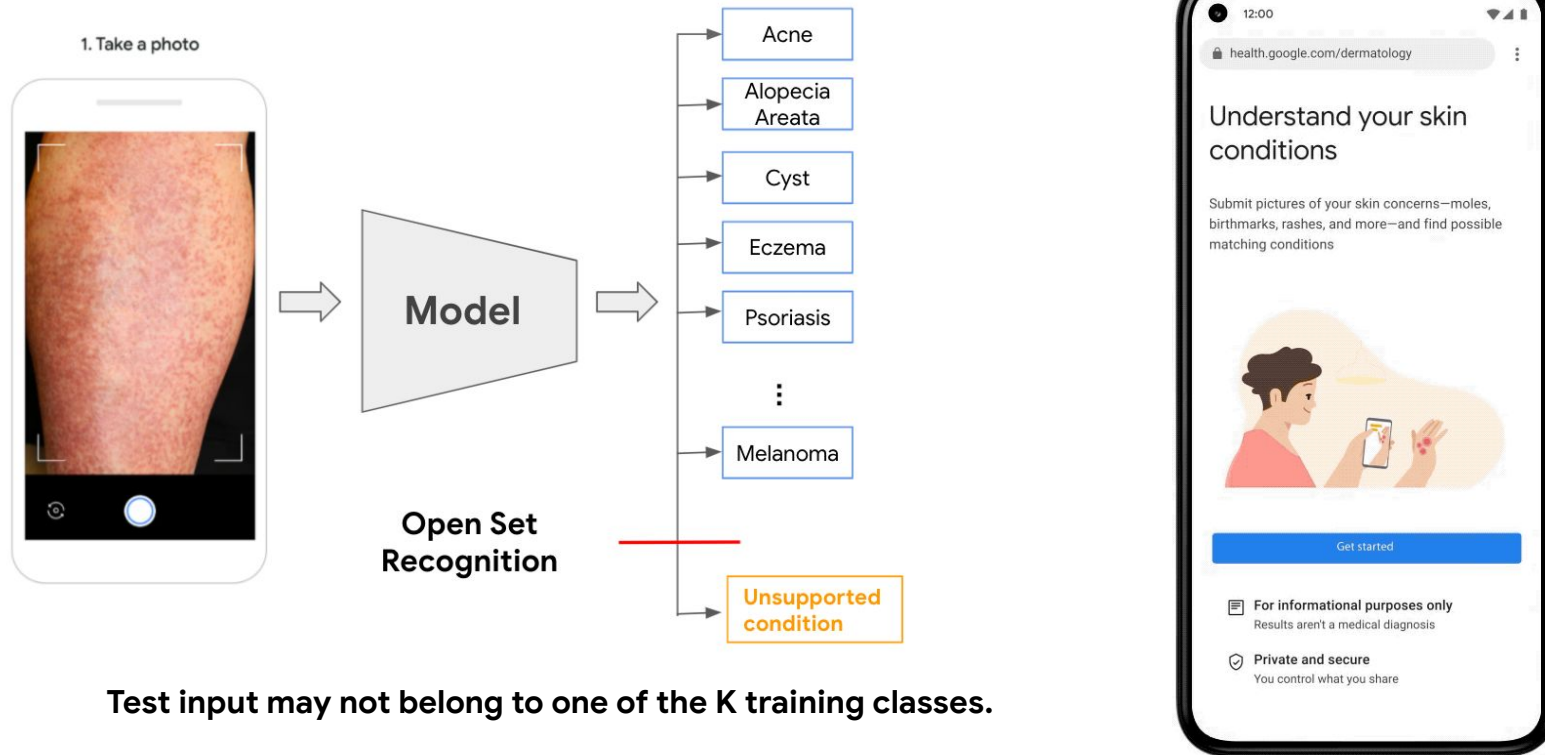 1. Take a photo
Model
Open Set
Recognition
Acne
Alopecia
Areata
Cyst
Eczema
Psoriasis
⋮
Melanoma
Unsupported
condition
Test input may not belong to one of the K training classes.
12:00
health.google.com/dermatology
Understand your skin
conditions
Submit pictures of your skin concerns—moles,
birthmarks, rashes, and more—and find possible
matching conditions
Get started
For informational purposes only
Results aren't a medical diagnosis
Private and secure
You control what you share